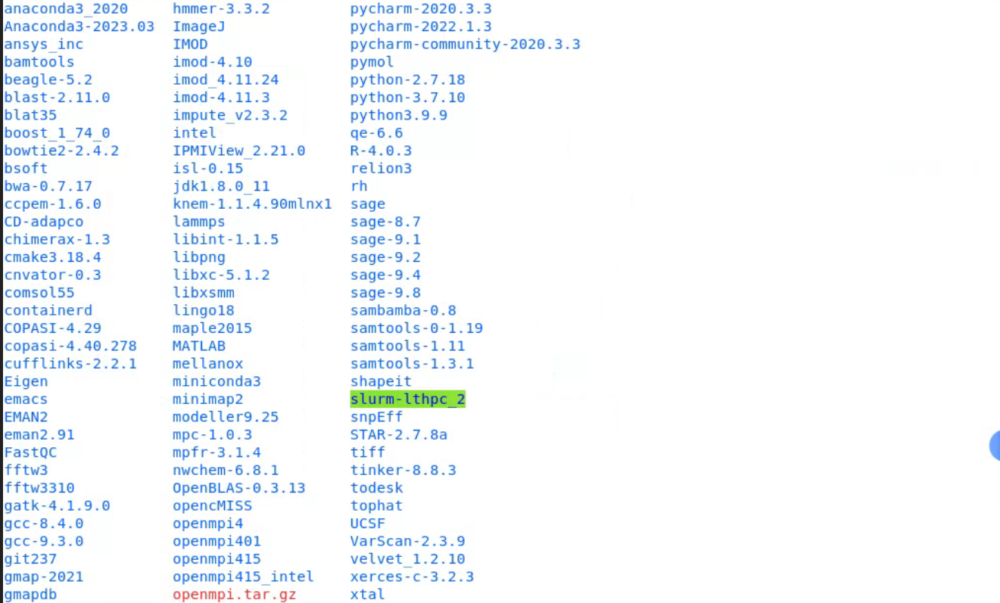 anaconda3_2020 hmmer-3.3.2 pycharm-2020.3.3
Anaconda3-2023.03 ImageJ pycharm-2022.1.3
ansys_inc IMOD pycharm-community-2020.3.3
bamtools imod-4.10 pymol
beagle-5.2 imod_4.11.24 python-2.7.18
blast-2.11.0 imod-4.11.3 python-3.7.10
blat35 impute_v2.3.2 python3.9.9
boost_1_74_0 intel qe-6.6
bowtie2-2.4.2 IPMIView_2.21.0 R-4.0.3
bsoft isl-0.15 relion3
bwa-0.7.17 jdk1.8.0_11 rh
ccpem-1.6.0 knem-1.1.4.90mlnx1 sage
CD-adapco lammps sage-8.7
chimerax-1.3 libint-1.1.5 sage-9.1
cmake3.18.4 libpng sage-9.2
cnvator-0.3 libxc-5.1.2 sage-9.4
comsol55 libxsmm sage-9.8
containerd lingo18 sambamba-0.8
COPASI-4.29 maple2015 samtools-0-1.19
copasi-4.40.278 MATLAB samtools-1.11
cufflinks-2.2.1 mellanox samtools-1.3.1
Eigen miniconda3 shapeit
emacs minimap2 slurm-lthpc_2
EMAN2 modeller9.25 snpEff
eman2.91 mpc-1.0.3 STAR-2.7.8a
FastQC mpfr-3.1.4 tiff
fftw3 nwchem-6.8.1 tinker-8.8.3
fftw3310 OpenBLAS-0.3.13 todesk
gatk-4.1.9.0 opencMISS tophat
gcc-8.4.0 openmpi4 UCSF
gcc-9.3.0 openmpi401 VarScan-2.3.9
git237 openmpi415 velvet_1.2.10
gmap-2021 openmpi415_intel xerces-c-3.2.3
gmapdb openmpi.tar.gz xtal